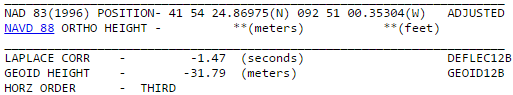 NAD 83(1996) POSITION- 41 54 24.86975(N) 092 51 00.35304(W) ADJUSTED
NAVD 88 ORTHO HEIGHT - **(meters) **(feet)
LAPLACE CORR - -1.47 (seconds) DEFLEC12B
GEOID HEIGHT - -31.79 (meters) GEOID12B
HORZ ORDER - THIRD